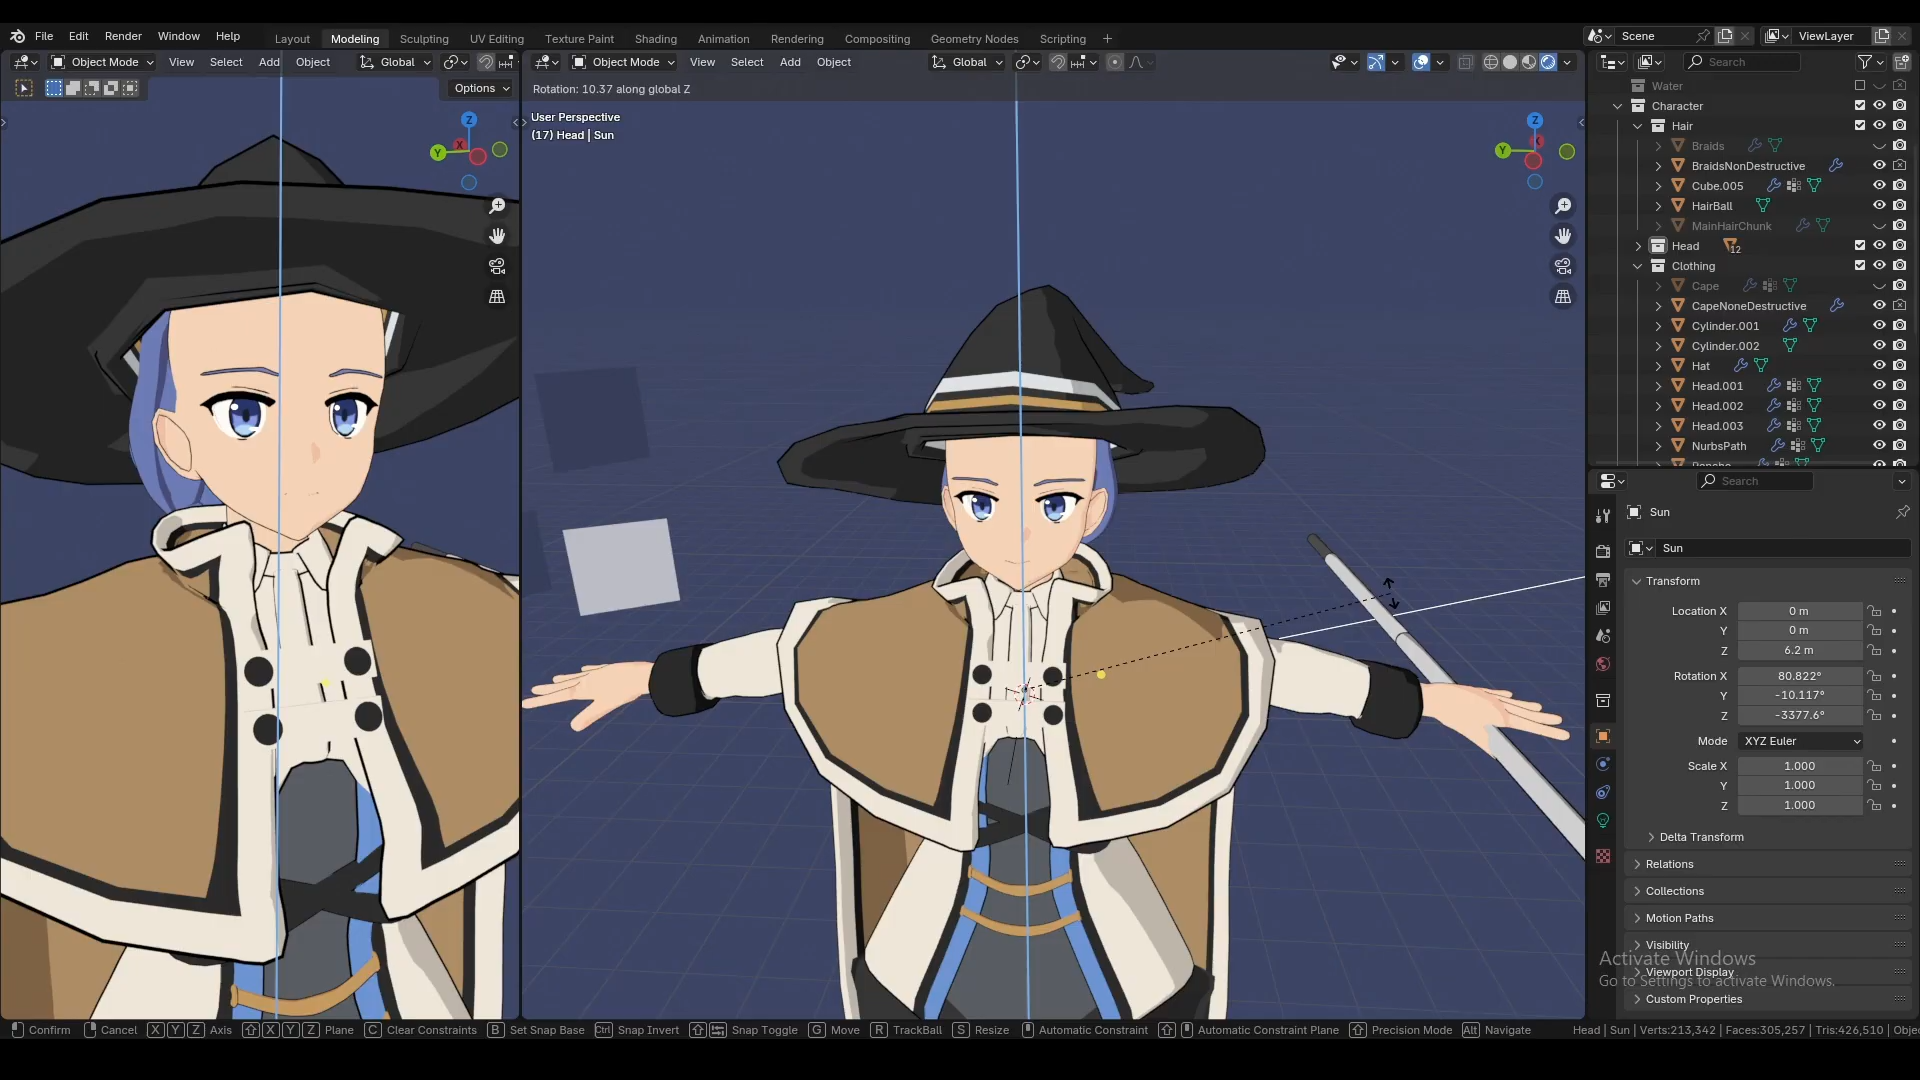 File Edit Render Window Help Layout Modeling Sculpting UV Editing Texture Paint Shading Animation Rendering Compositing Geometry Nodes Scripting Scene ViewLayer
Object Mode View Select Add Object Global
Object Mode View Select Add Object Global
Search
Options
Rotation: 10.37 along global Z
User Perspective
(17) Head | Sun
Z
Y
X
Z
Y
Water
Character
Hair
Braids
BraidsNonDestructive
Cube.005
HairBall
MainHairChunk
Head 12
Clothing
Cape
CapeNoneDestructive
Cylinder.001
Cylinder.002
Hat
Head.001
Head.002
Head.003
NurbsPath
Search
Sun
Sun
Transform
Location X 0 m
Y 0 m
Z 6.2 m
Rotation X 80.822°
Y -10.117°
Z -3377.6°
Mode XYZ Euler
Scale X 1.000
Y 1.000
Z 1.000
Delta Transform
Relations
Collections
Motion Paths
Visibility
Activate Windows
Viewport Display
Go to Settings to activate Windows.
Custom Properties
Confirm Cancel X Y Z Axis X Y Z Plane C Clear Constraints B Set Snap Base Ctrl Snap Invert Snap Toggle G Move R TrackBall S Resize Automatic Constraint Automatic Constraint Plane Precision Mode Alt Navigate Head | Sun | Verts:213,342 | Faces:305,257 | Tris:426,510 | Objec